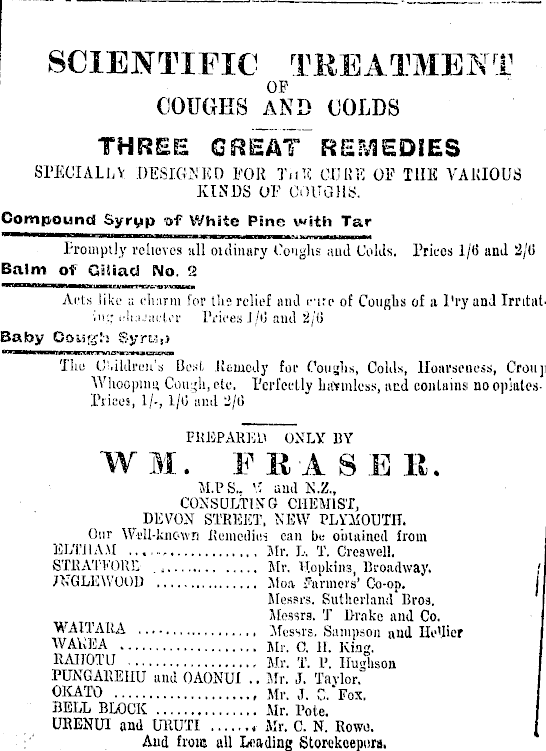 SCIENTIFIC TREATMENT
OF
COUGHS AND COLDS
THREE GREAT REMEDIES
SPECIALLY DESIGNED FOR THE CURE OF THE VARIOUS
KINDS OF COUGHS.
Compound Syrup of White Pine with Tar
Promptly relieves all ordinary Coughs and Colds. Prices 1/6 and 2/6
Balm of Giliad No. 2
Acts like a charm for the relief and cure of Coughs of a Dry and Irritat-
ing character Prices 1/6 and 2/6
Baby Cough Syrup
The Children's Best Remedy for Coughs, Colds, Hoarseness, Croup
Whooping Cough, etc. Perfectly harmless, and contains no opiates.
Prices, 1/-, 1/6 and 2/6
PREPARED ONLY BY
WM. FRASER.
M.P S., and N.Z.,
CONSULTING CHEMIST,
DEVON STREET, NEW PLYMOUTH.
Our Well-known Remedies can be obtained from
ELTHAM ................... Mr. L. T. Creswell.
STRATFORD ............... Mr. Hopkins, Broadway.
INGLEWOOD ............... Moa Farmers' Co-op.
Messrs. Sutherland Bros.
Messrs. T Drake and Co.
WAITARA .................. Messrs. Sampson and Hellier
WAREA .................... Mr. C. H. King.
RAHOTU ................... Mr. T. P. Hughson
PUNGAREHU and OAONUI .. Mr. J. Taylor.
OKATO .................... Mr. J. C. Fox.
BELL BLOCK ............... Mr. Pote.
URENUI and URUTI ....... Mr. C. N. Rowe.
And from all Leading Storekeepers.